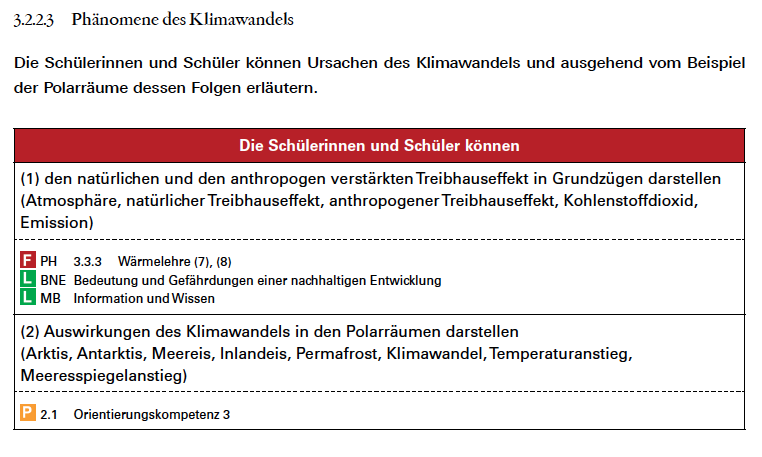 3.2.2.3 Phänomene des Klimawandels
Die Schülerinnen und Schüler können Ursachen des Klimawandels und ausgehend vom Beispiel
der Polarräume dessen Folgen erläutern.
Die Schülerinnen und Schüler können
(1) den natürlichen und den anthropogen verstärkten Treibhauseffekt in Grundzügen darstellen
(Atmosphäre, natürlicher Treibhauseffekt, anthropogener Treibhauseffekt, Kohlenstoffdioxid,
Emission)
F PH 3.3.3 Wärmelehre (7), (8)
L BNE Bedeutung und Gefährdungen einer nachhaltigen Entwicklung
L MB Information und Wissen
(2) Auswirkungen des Klimawandels in den Polarräumen darstellen
(Arktis, Antarktis, Meereis, Inlandeis, Permafrost, Klimawandel, Temperaturanstieg,
Meeresspiegelanstieg)
P 2.1 Orientierungskompetenz 3